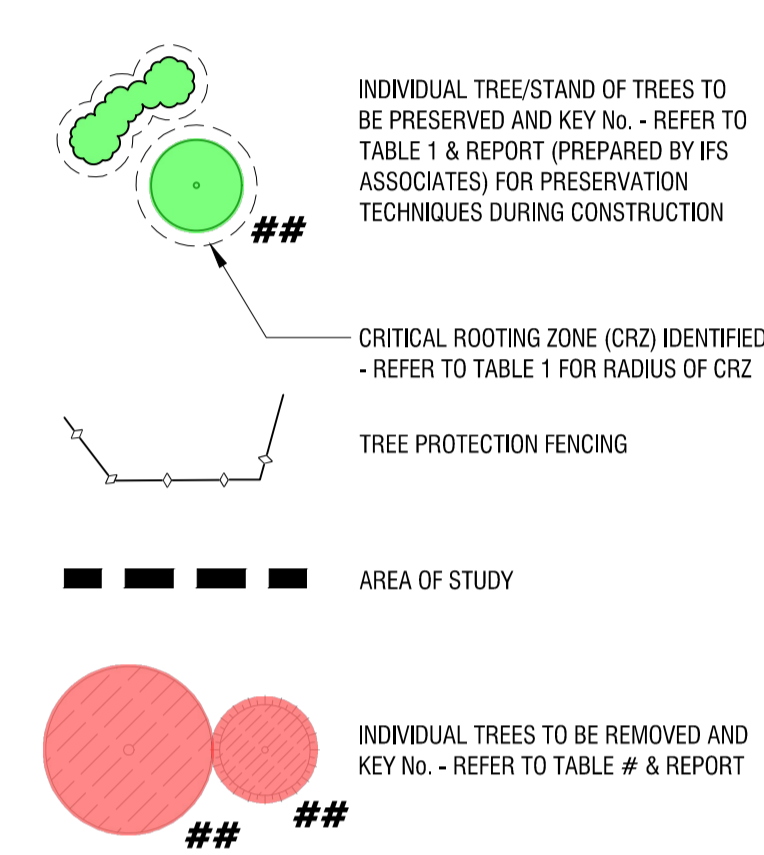 INDIVIDUAL TREE/STAND OF TREES TO
BE PRESERVED AND KEY No. - REFER TO
TABLE 1 & REPORT (PREPARED BY IFS
ASSOCIATES) FOR PRESERVATION
TECHNIQUES DURING CONSTRUCTION
##
CRITICAL ROOTING ZONE (CRZ) IDENTIFIED
- REFER TO TABLE 1 FOR RADIUS OF CRZ
TREE PROTECTION FENCING
AREA OF STUDY
INDIVIDUAL TREES TO BE REMOVED AND
KEY No. - REFER TO TABLE # & REPORT
##
##